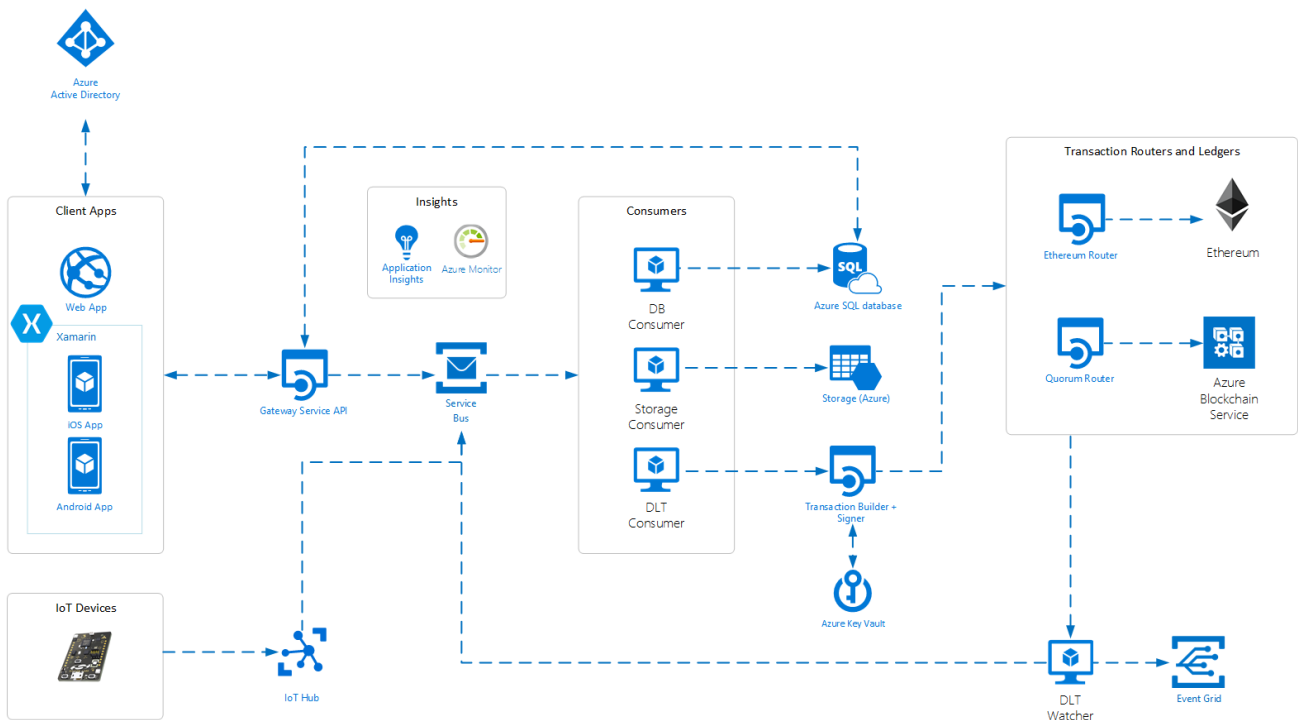 Azure
Active Directory
Client Apps
Web App
X
Xamarin
iOS App
Android App
IoT Devices
IoT Hub
Gateway Service API
Insights
Application
Insights
Azure Monitor
Service
Bus
Consumers
DB
Consumer
Storage
Consumer
DLT
Consumer
SQL
Azure SQL database
Storage (Azure)
Transaction Builder +
Signer
Azure Key Vault
Transaction Routers and Ledgers
Ethereum Router
Ethereum
Quorum Router
Azure
Blockchain
Service
DLT
Watcher
Event Grid